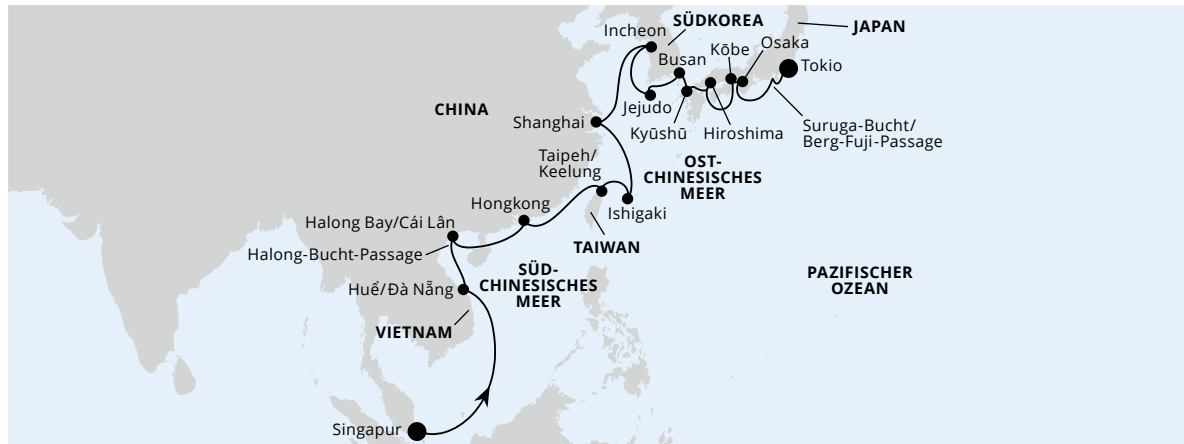 Incheon
SÜDKOREA
JAPAN
Busan
Kōbe
Osaka
Tokio
CHINA
Shanghai
Jejudo
Kyūshū
Hiroshima
Suruga-Bucht/
Berg-Fuji-Passage
Taipeh/
Keelung
OST-
CHINESISCHES
MEER
Hongkong
Ishigaki
Halong Bay/Cái Lân
TAIWAN
Halong-Bucht-Passage
SÜD-
CHINESISCHES
MEER
PAZIFISCHER
OZEAN
Huế/Đà Nẵng
VIETNAM
Singapur